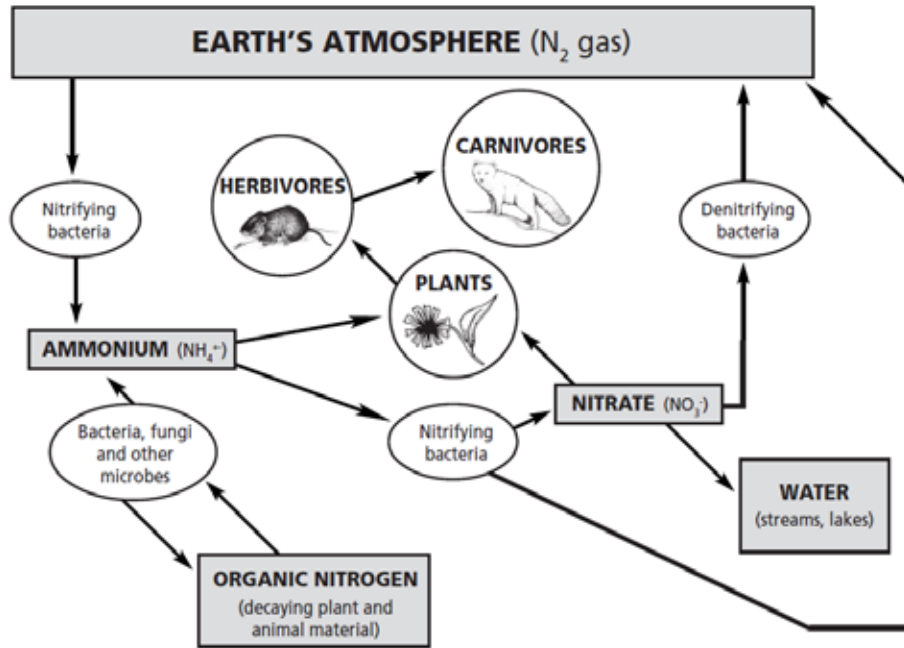 EARTH'S ATMOSPHERE (N₂ gas)
CARNIVORES
HERBIVORES
Nitrifying
bacteria
Denitrifying
bacteria
PLANTS
AMMONIUM (NH₄⁺)
NITRATE (NO₃⁻)
Bacteria, fungi
and other
microbes
Nitrifying
bacteria
WATER
(streams, lakes)
ORGANIC NITROGEN
(decaying plant and
animal material)